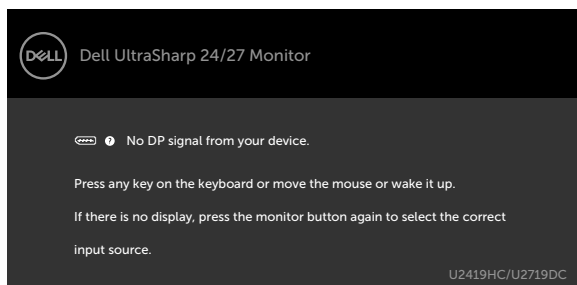 DELL
Dell UltraSharp 24/27 Monitor
? No DP signal from your device.
Press any key on the keyboard or move the mouse or wake it up.
If there is no display, press the monitor button again to select the correct
input source.
U2419HC/U2719DC